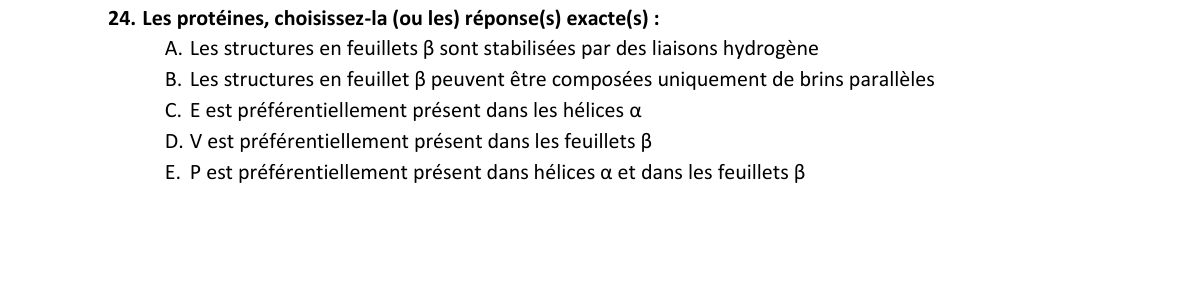 24. Les protéines, choisissez-la (ou les) réponse(s) exacte(s) :
A. Les structures en feuillets β sont stabilisées par des liaisons hydrogène
B. Les structures en feuillet β peuvent être composées uniquement de brins parallèles
C. E est préférentiellement présent dans les hélices α
D. V est préférentiellement présent dans les feuillets β
E. P est préférentiellement présent dans hélices α et dans les feuillets β